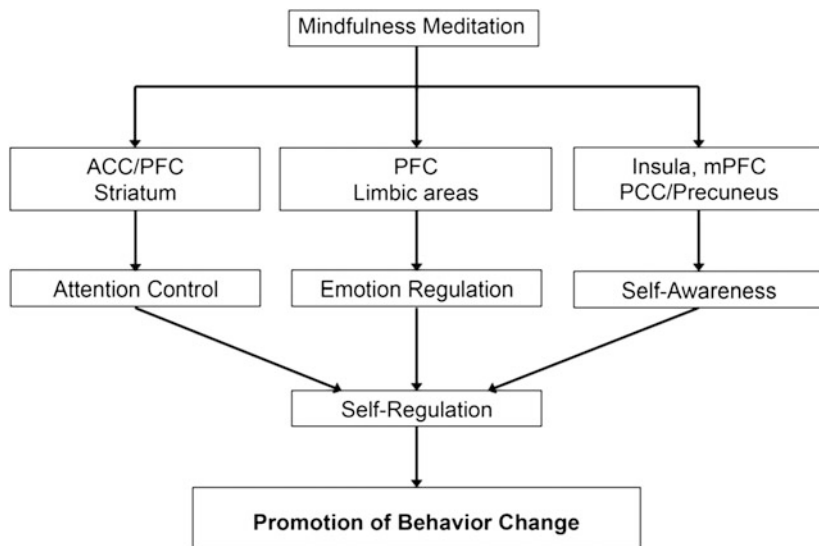 Mindfulness Meditation
ACC/PFC
Striatum
PFC
Limbic areas
Insula, mPFC
PCC/Precuneus
Attention Control
Emotion Regulation
Self-Awareness
Self-Regulation
Promotion of Behavior Change